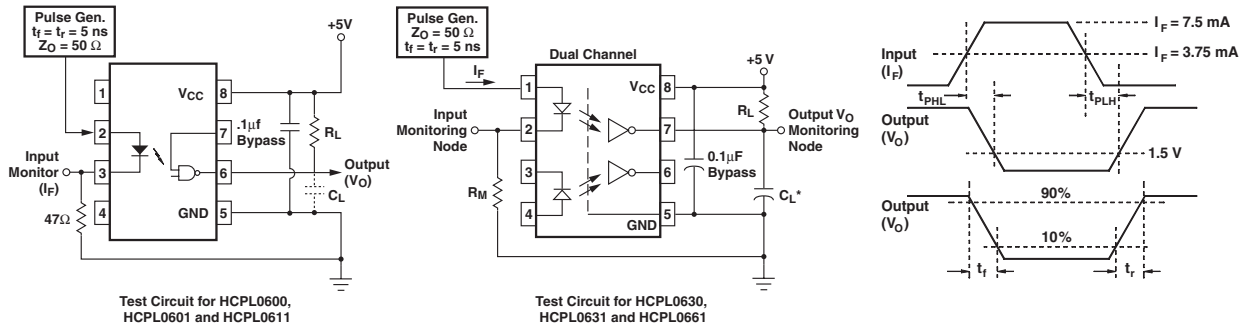 Pulse Gen.
tf = tr = 5 ns
ZO = 50 Ω
+5V
1
VCC
8
2
7
.1μf
Bypass
RL
Input
Monitor
(IF)
3
6
Output
(VO)
CL
47Ω
4
GND
5
Test Circuit for HCPL0600,
HCPL0601 and HCPL0611
Pulse Gen.
ZO = 50 Ω
tf = tr = 5 ns
IF
Dual Channel
+5 V
1
VCC
8
RL
Input
Monitoring
Node
2
7
Output VO
Monitoring
Node
3
6
0.1μF
Bypass
RM
CL*
4
5
GND
Test Circuit for HCPL0630,
HCPL0631 and HCPL0661
IF = 7.5 mA
Input
(IF)
IF = 3.75 mA
tPHL
tPLH
Output
(VO)
1.5 V
90%
Output
(VO)
10%
tf
tr